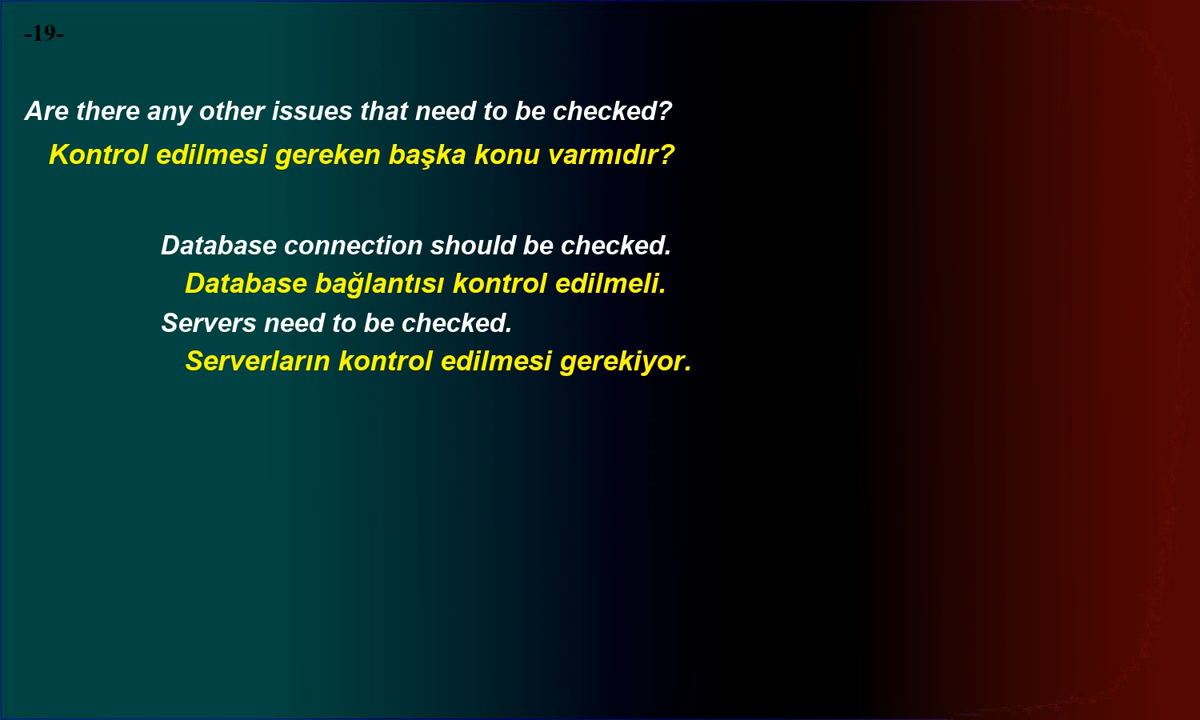 -19-
Are there any other issues that need to be checked?
Kontrol edilmesi gereken başka konu varmıdır?
Database connection should be checked.
Database bağlantısı kontrol edilmeli.
Servers need to be checked.
Serverların kontrol edilmesi gerekiyor.